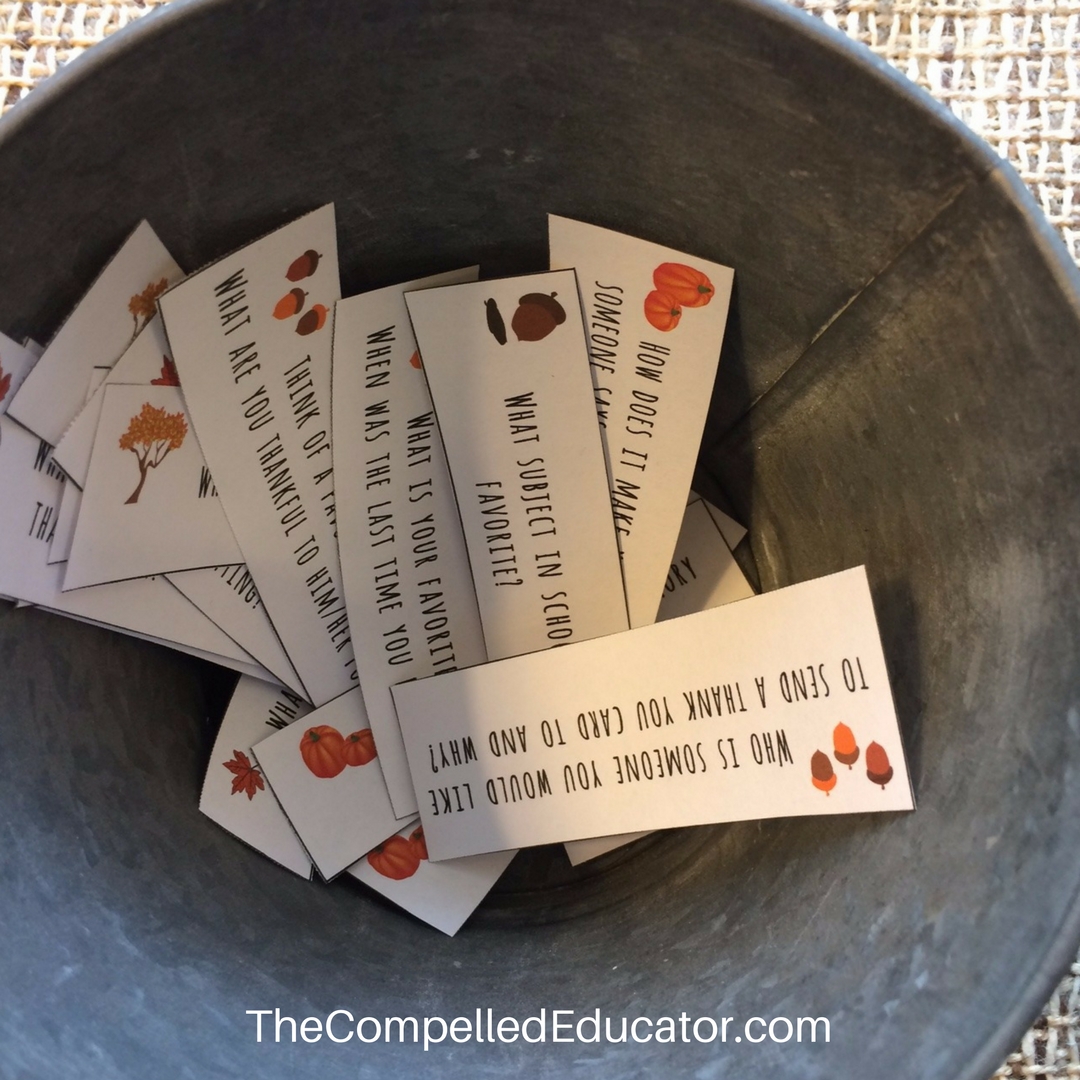 WHAT ARE YOU THANKFUL TO HIM/HER
THINK OF A
WHEN WAS THE LAST TIME YOU
WHAT IS YOUR FAVORITE
WHAT SUBJECT IN
FAVORITE?
HOW DOES IT MAKE
SOMEONE SAYS
WHO IS SOMEONE YOU WOULD LIKE
TO SEND A THANK YOU CARD TO AND WHY?
TheCompelledEducator.com